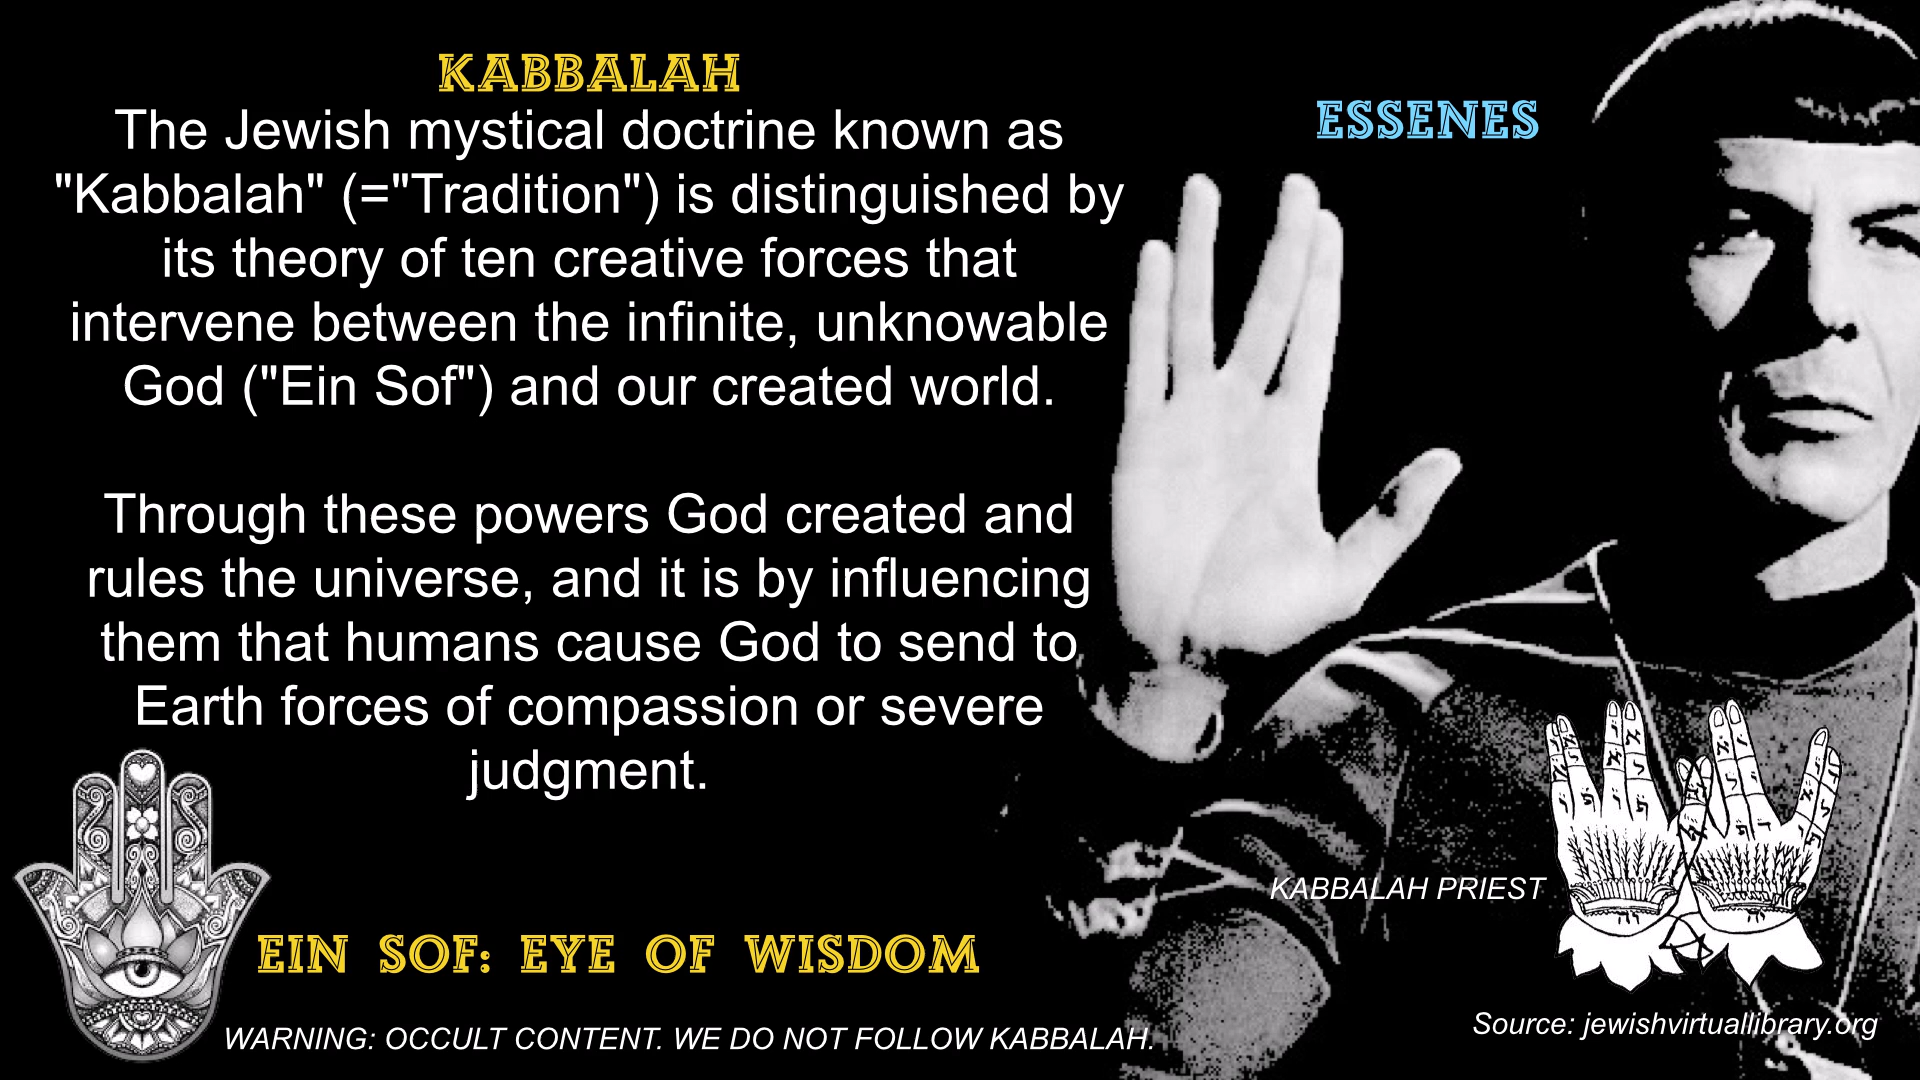 KABBALAH
The Jewish mystical doctrine known as
"Kabbalah" (="Tradition") is distinguished by
its theory of ten creative forces that
intervene between the infinite, unknowable
God ("Ein Sof") and our created world.
Through these powers God created and
rules the universe, and it is by influencing
them that humans cause God to send to
Earth forces of compassion or severe
judgment.
EIN SOF: EYE OF WISDOM
WARNING: OCCULT CONTENT. WE DO NOT FOLLOW KABBALAH.
ESSENES
KABBALAH PRIEST
Source: jewishvirtuallibrary.org